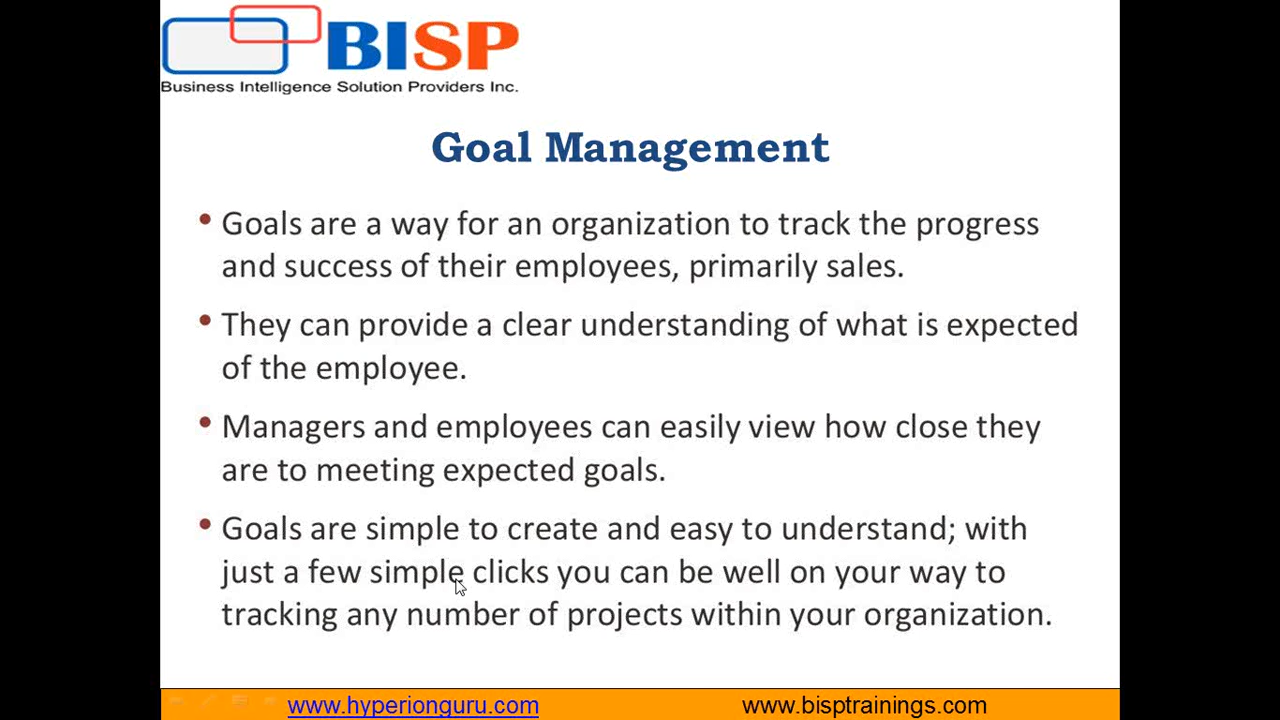 BISP
Business Intelligence Solution Providers Inc.
Goal Management
• Goals are a way for an organization to track the progress
and success of their employees, primarily sales.
• They can provide a clear understanding of what is expected
of the employee.
• Managers and employees can easily view how close they
are to meeting expected goals.
• Goals are simple to create and easy to understand; with
just a few simple clicks you can be well on your way to
tracking any number of projects within your organization.
www.hyperionguru.com www.bisptrainings.com